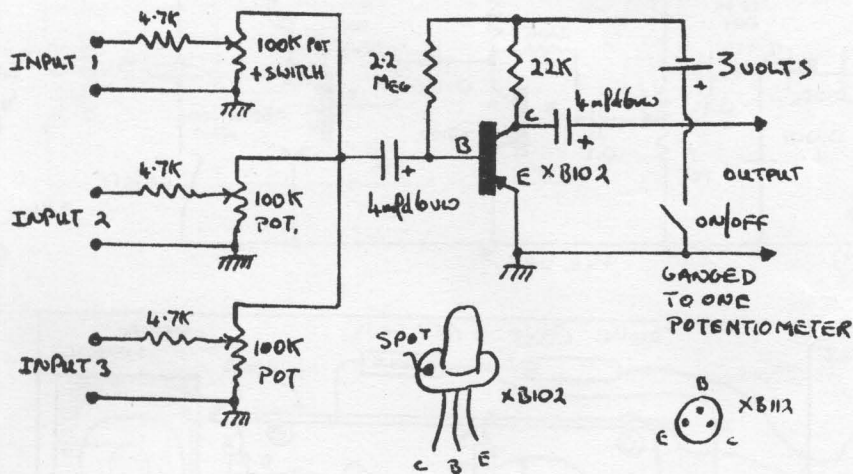 4.7K
INPUT 1
100K POT
+ SWITCH
2.2
MEG
22K
3 VOLTS
+
C
4mfd6vw
+
B
E
XB102
4mfd6vw
+
OUTPUT
ON/OFF
GANGED
TO ONE
POTENTIOMETER
4.7K
INPUT 2
100K
POT.
4.7K
INPUT 3
100K
POT
SPOT
XB102
C B E
B
XB112
E C